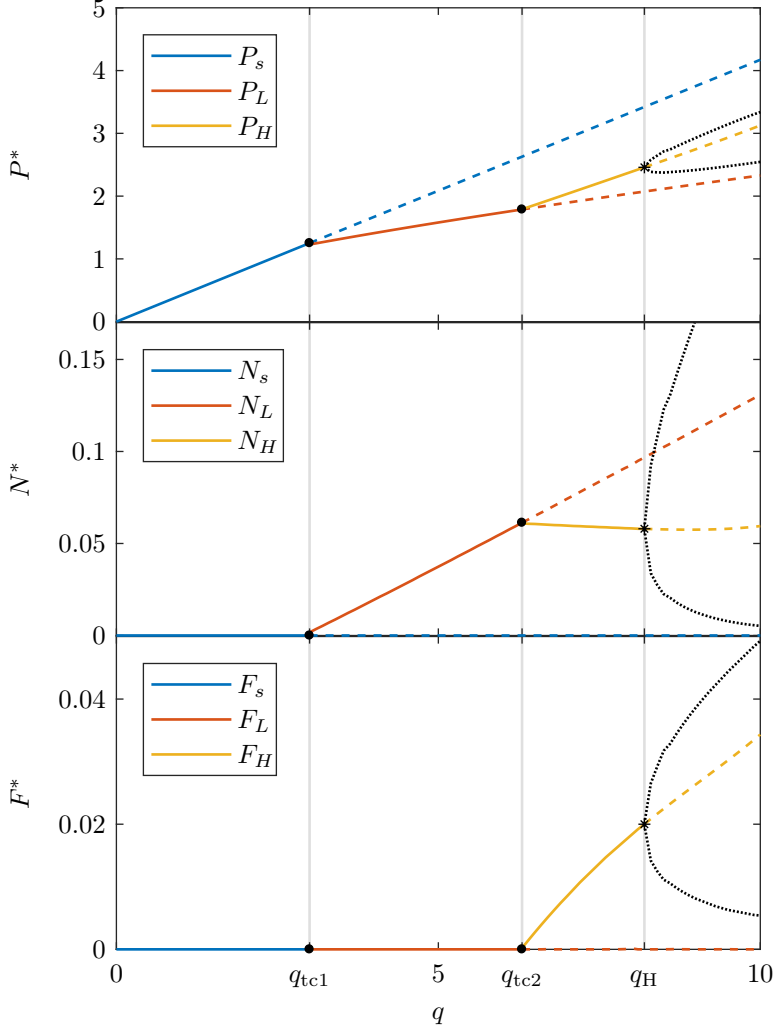 5
4
3
2
1
0
P*
P_s
P_L
P_H
0.15
0.1
0.05
0
N*
N_s
N_L
N_H
0.04
0.02
0
F*
F_s
F_L
F_H
0 q_tc1 5 q_tc2 q_H 10
q